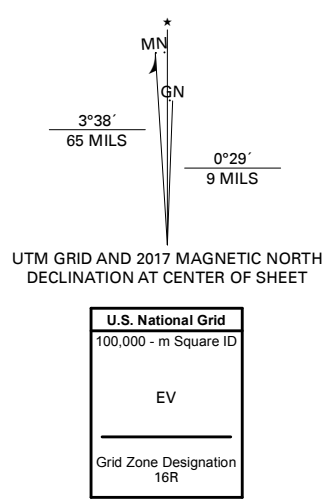 ★
MN
GN
3°38´
65 MILS
0°29´
9 MILS
UTM GRID AND 2017 MAGNETIC NORTH
DECLINATION AT CENTER OF SHEET
U.S. National Grid
100,000 - m Square ID
EV
Grid Zone Designation
16R